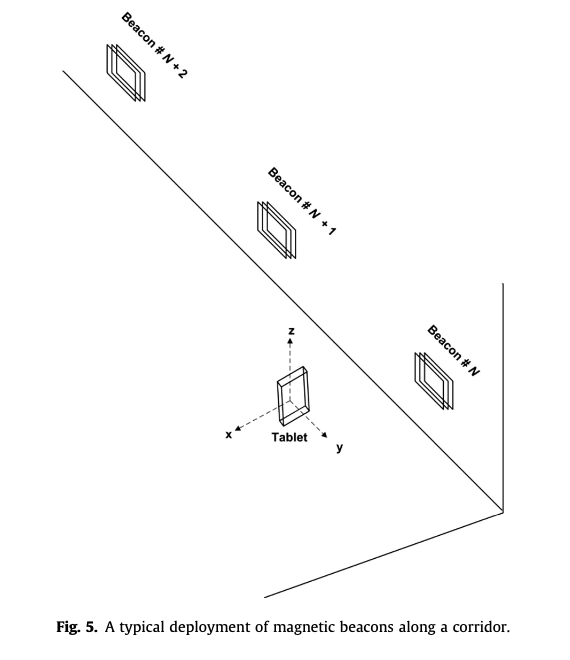 Beacon # N + 2
Beacon # N + 1
Beacon # N
z
x
Tablet
y
Fig. 5. A typical deployment of magnetic beacons along a corridor.